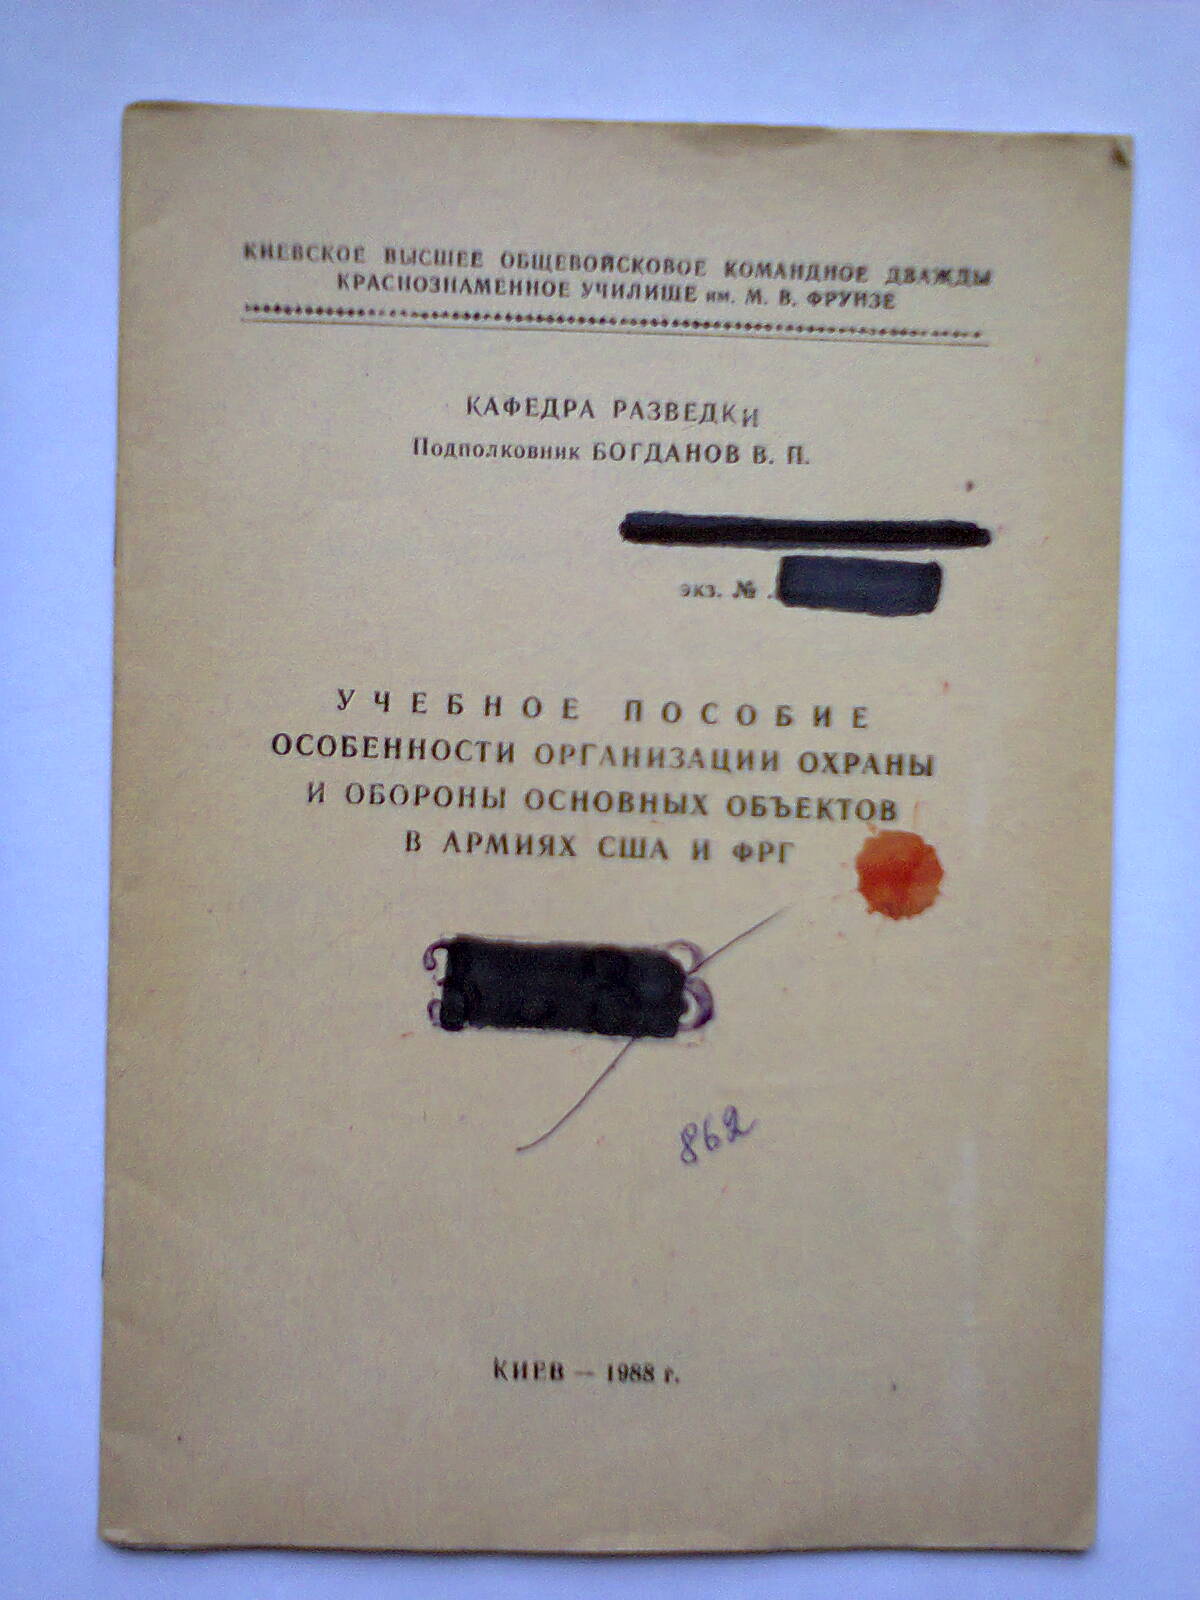 КИЕВСКОЕ ВЫСШЕЕ ОБЩЕВОЙСКОВОЕ КОМАНДНОЕ ДВАЖДЫ
КРАСНОЗНАМЕННОЕ УЧИЛИШЕ им. М. В. ФРУНЗЕ
КАФЕДРА РАЗВЕДКИ
Подполковник БОГДАНОВ В. П.
экз. №
УЧЕБНОЕ ПОСОБИЕ
ОСОБЕННОСТИ ОРГАНИЗАЦИИ ОХРАНЫ
И ОБОРОНЫ ОСНОВНЫХ ОБЪЕКТОВ
В АРМИЯХ США И ФРГ
862
КИЕВ — 1988 г.